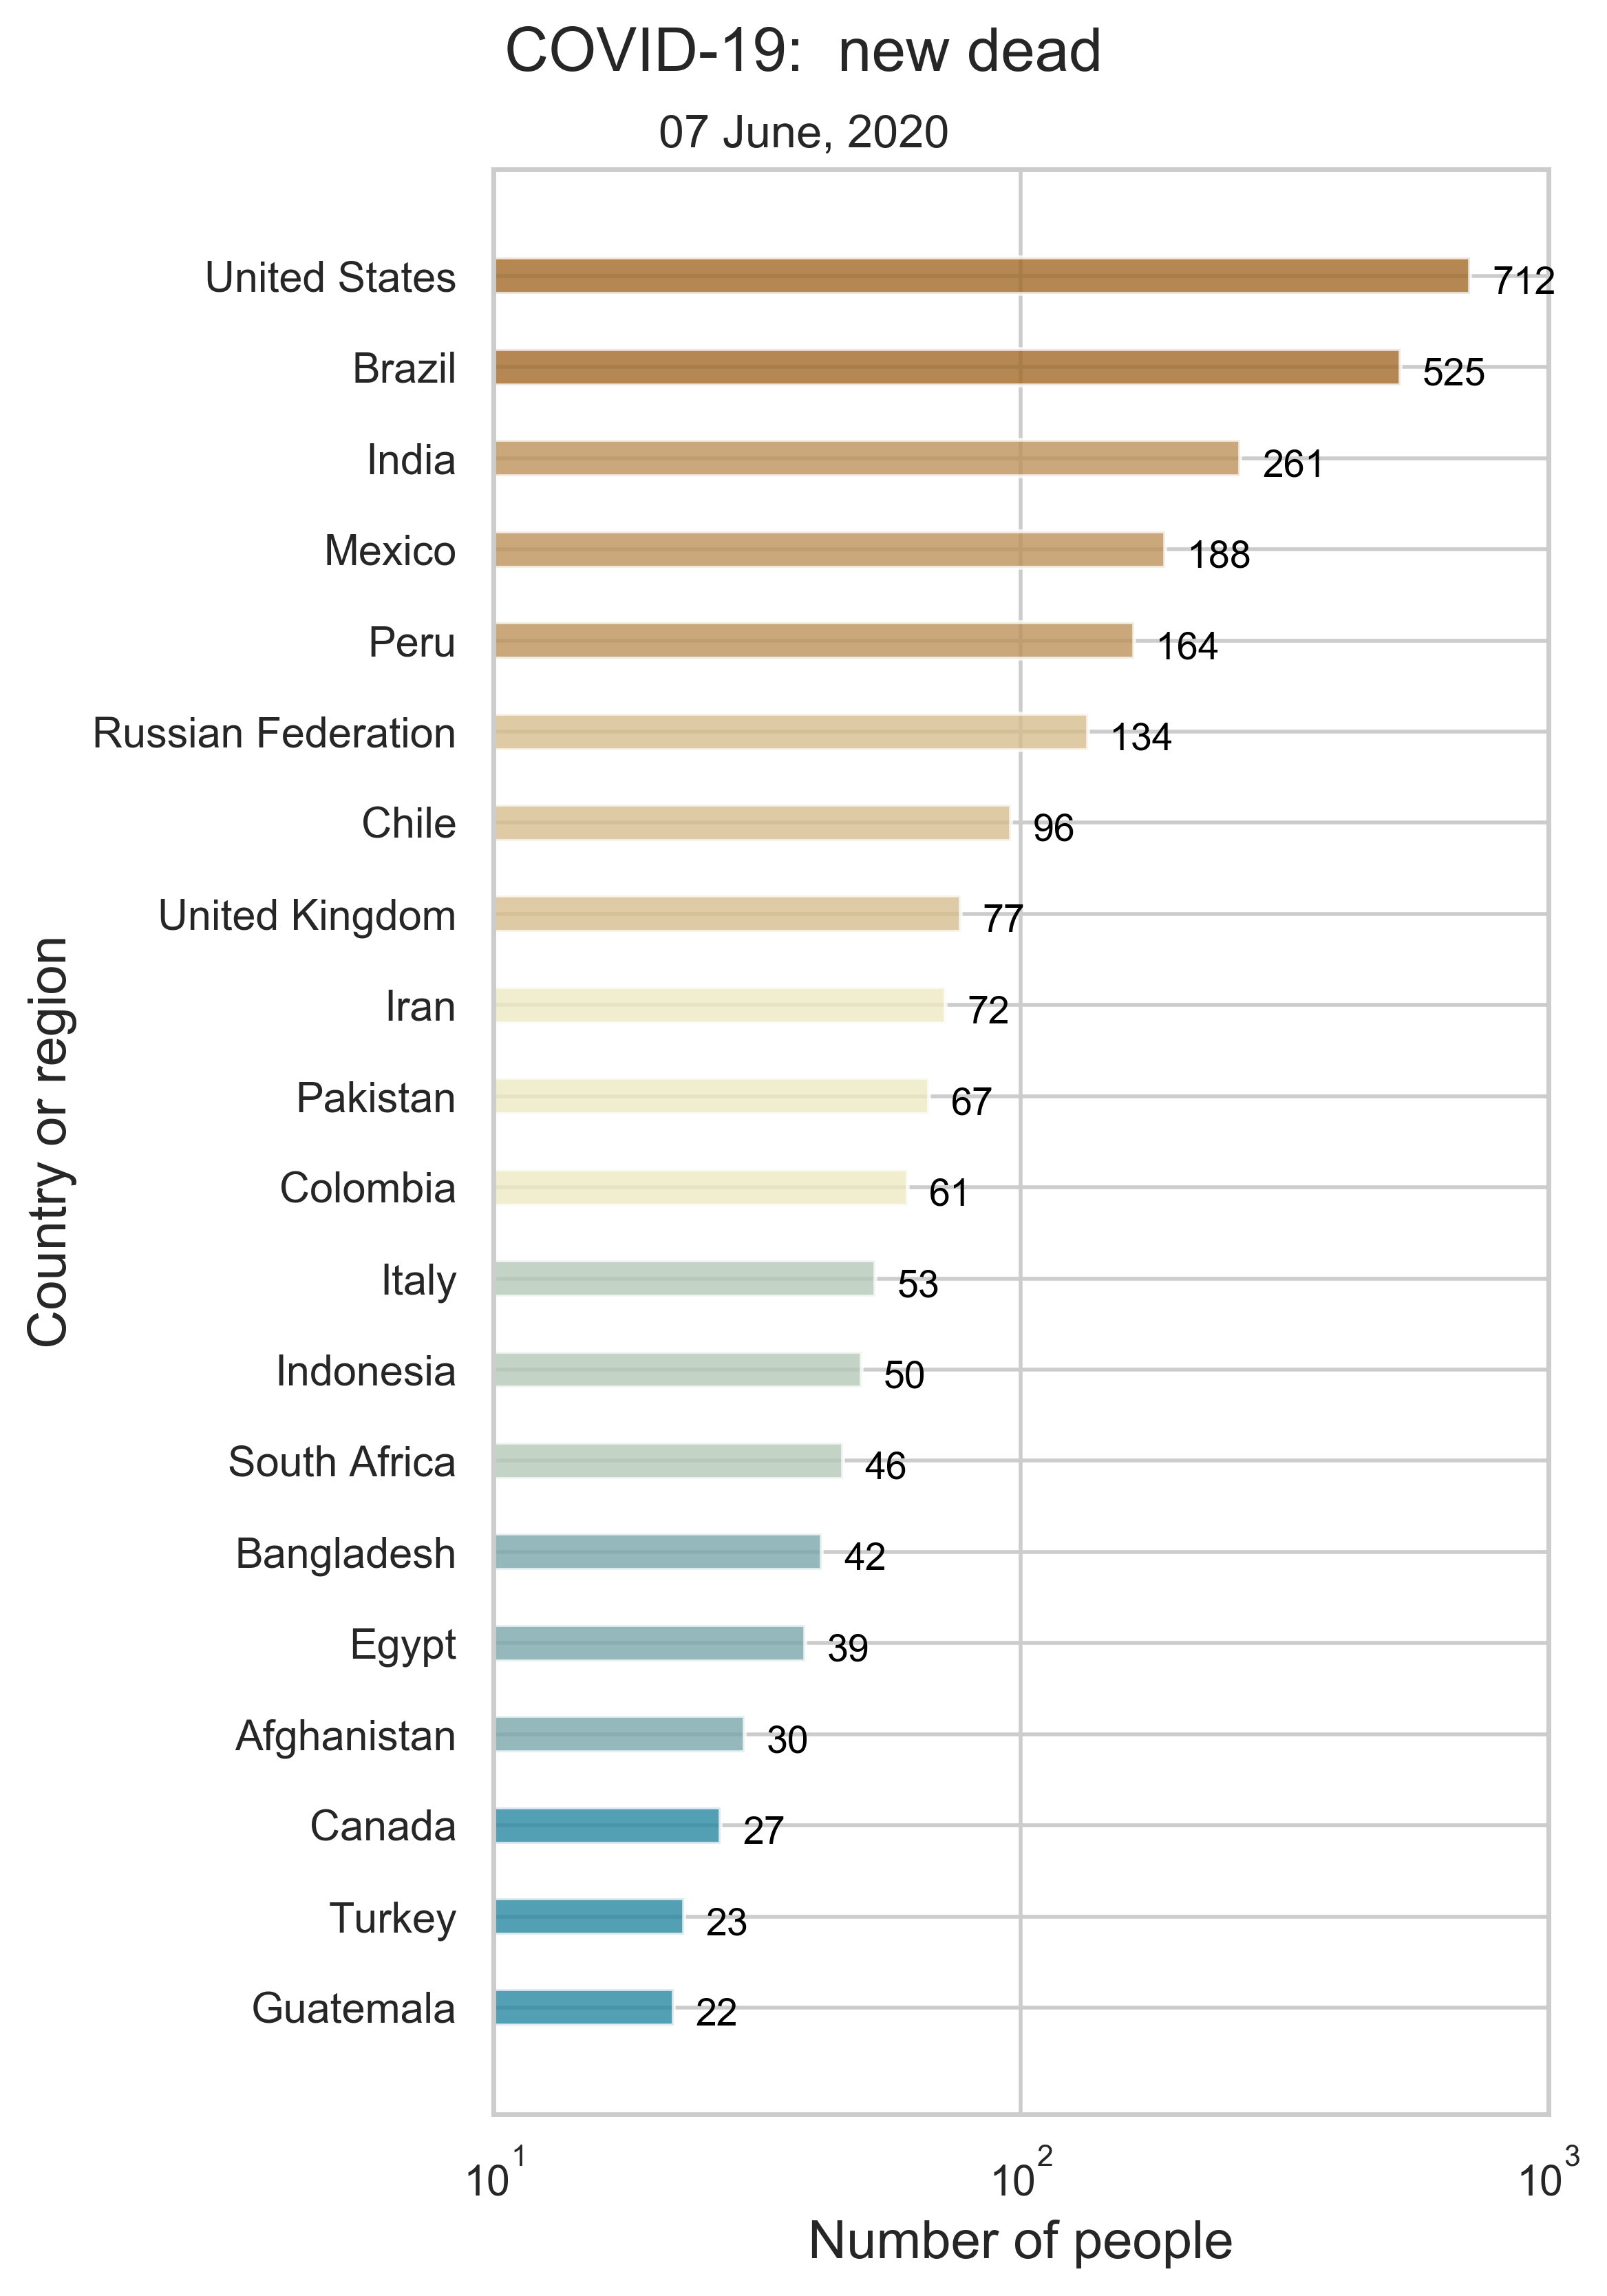 COVID-19:  new dead
07 June, 2020
United States 712
Brazil 525
India 261
Mexico 188
Peru 164
Russian Federation 134
Chile 96
United Kingdom 77
Iran 72
Pakistan 67
Colombia 61
Italy 53
Indonesia 50
South Africa 46
Bangladesh 42
Egypt 39
Afghanistan 30
Canada 27
Turkey 23
Guatemala 22
Country or region
10¹ 10² 10³
Number of people